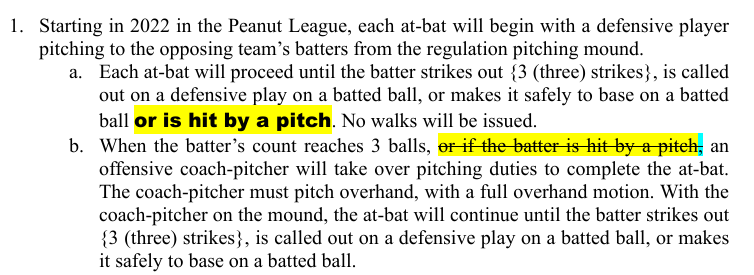 1. Starting in 2022 in the Peanut League, each at-bat will begin with a defensive player
pitching to the opposing team’s batters from the regulation pitching mound.
a. Each at-bat will proceed until the batter strikes out {3 (three) strikes}, is called
out on a defensive play on a batted ball, or makes it safely to base on a batted
ball or is hit by a pitch. No walks will be issued.
b. When the batter’s count reaches 3 balls, or if the batter is hit by a pitch, an
offensive coach-pitcher will take over pitching duties to complete the at-bat.
The coach-pitcher must pitch overhand, with a full overhand motion. With the
coach-pitcher on the mound, the at-bat will continue until the batter strikes out
{3 (three) strikes}, is called out on a defensive play on a batted ball, or makes
it safely to base on a batted ball.